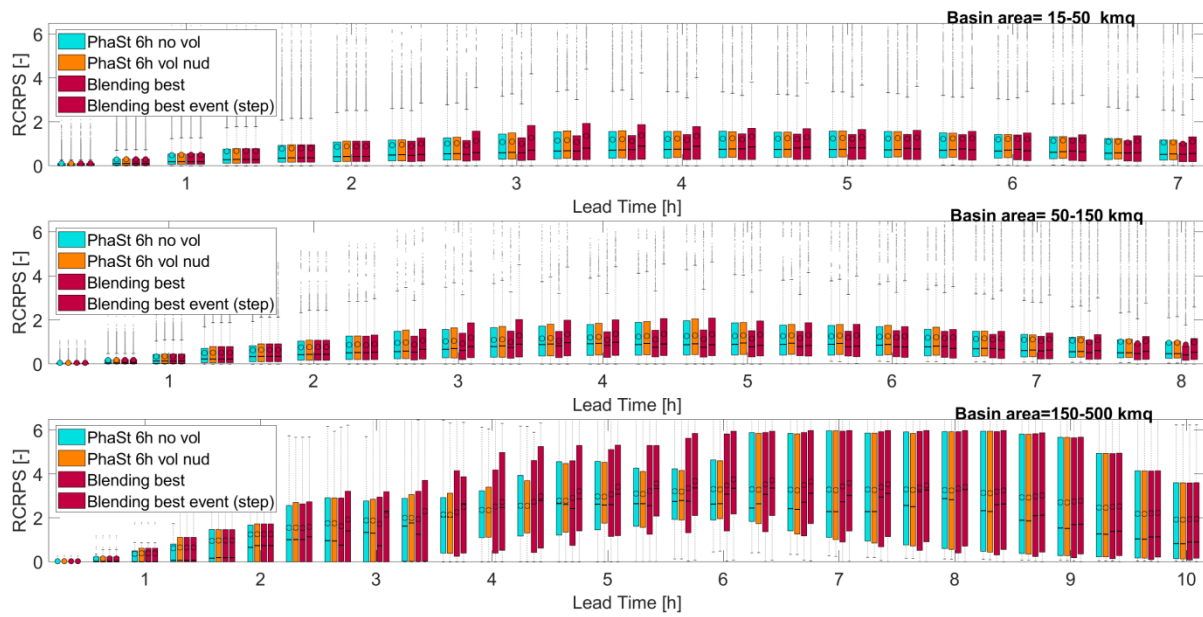 Basin area= 15-50 kmq
RCRPS [-]
6
4
2
0
PhaSt 6h no vol
PhaSt 6h vol nud
Blending best
Blending best event (step)
1 2 3 4 5 6 7
Lead Time [h]
Basin area= 50-150 kmq
RCRPS [-]
6
4
2
0
PhaSt 6h no vol
PhaSt 6h vol nud
Blending best
Blending best event (step)
1 2 3 4 5 6 7 8
Lead Time [h]
Basin area=150-500 kmq
RCRPS [-]
6
4
2
0
PhaSt 6h no vol
PhaSt 6h vol nud
Blending best
Blending best event (step)
1 2 3 4 5 6 7 8 9 10
Lead Time [h]